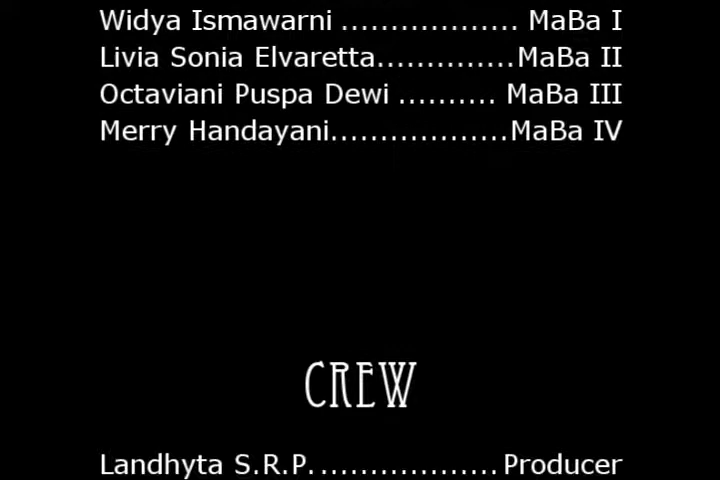 Widya Ismawarni .................. MaBa I
Livia Sonia Elvaretta..............MaBa II
Octaviani Puspa Dewi .......... MaBa III
Merry Handayani..................MaBa IV
CREW
Landhyta S.R.P. ..................Producer